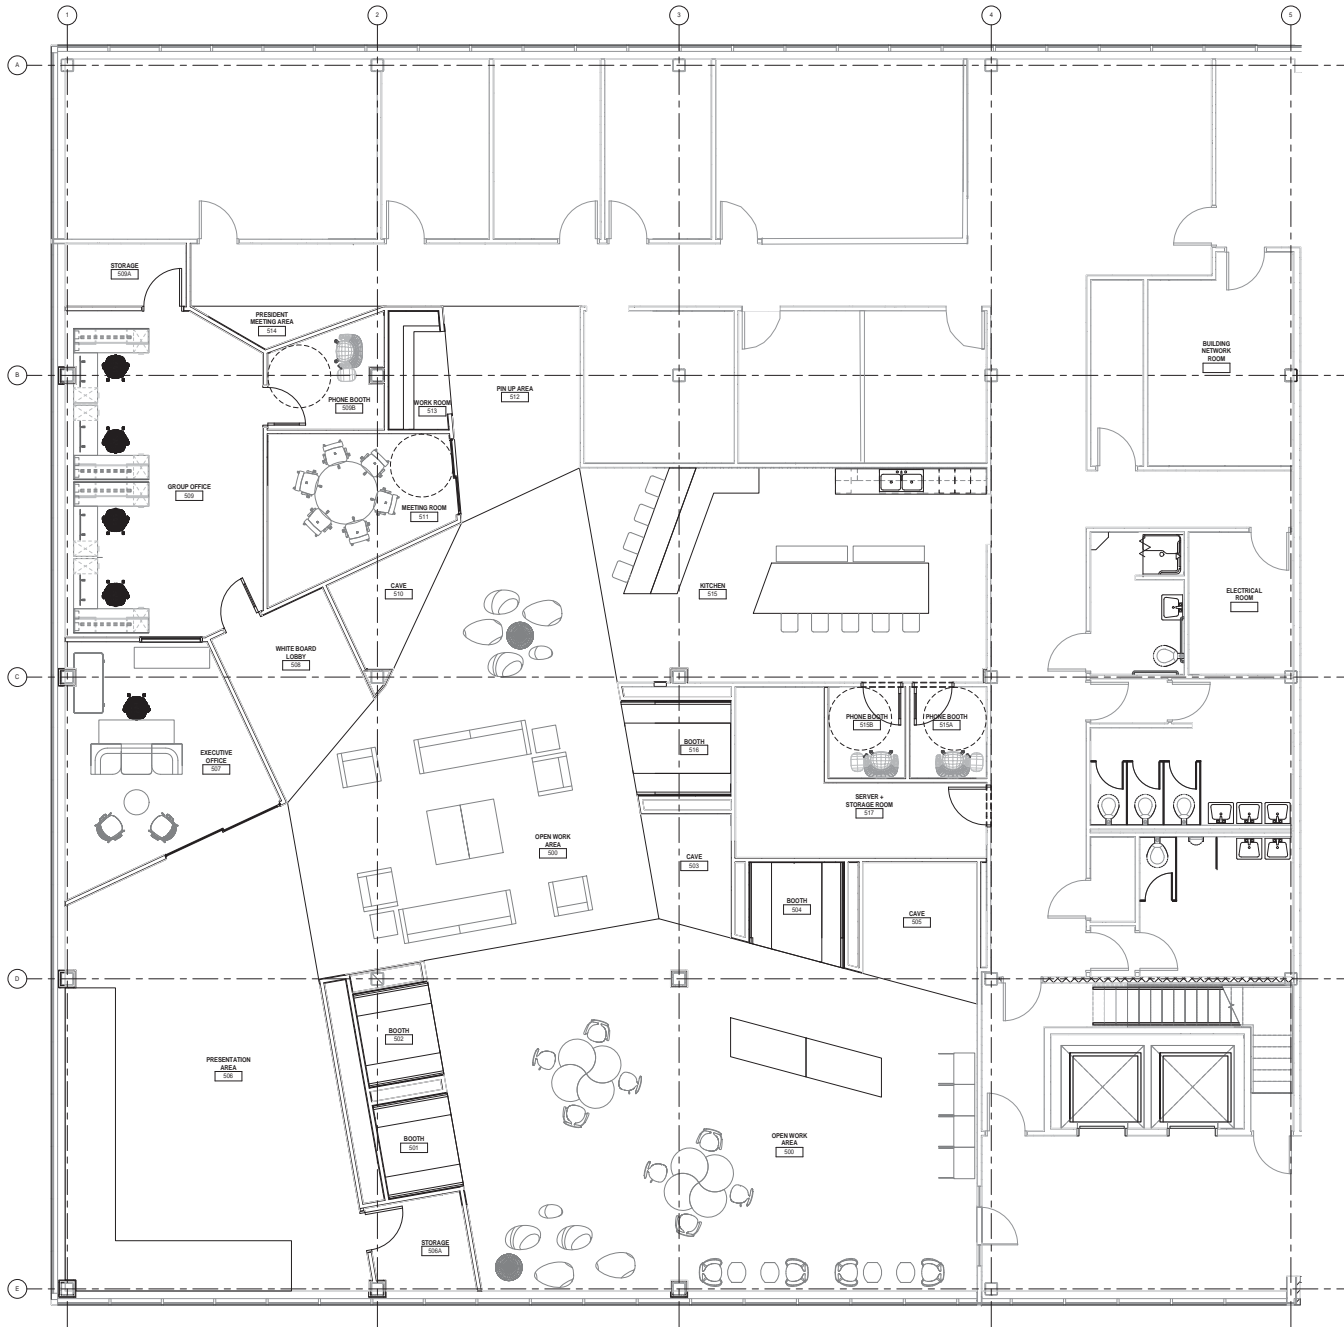 1 2 3 4 5
A
STORAGE
509A
PRESIDENT
MEETING AREA
514
BUILDING
NETWORK
ROOM
B
PHONE BOOTH
509B
WORK ROOM
513
PIN UP AREA
512
GROUP OFFICE
509
MEETING ROOM
511
CAVE
510
KITCHEN
515
ELECTRICAL
ROOM
WHITE BOARD
LOBBY
508
C
PHONE BOOTH
515B
PHONE BOOTH
515A
BOOTH
516
EXECUTIVE
OFFICE
507
SERVER +
STORAGE ROOM
517
OPEN WORK
AREA
500
CAVE
503
BOOTH
504
CAVE
505
D
BOOTH
502
PRESENTATION
AREA
506
BOOTH
501
OPEN WORK
AREA
500
STORAGE
506A
E